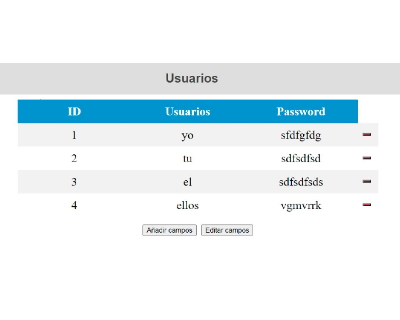 Usuarios
ID Usuarios Password
1 yo sfdfgfdg
2 tu sdfsdfsd
3 el sdfsdfsds
4 ellos vgmvrrk
Añadir campos Editer campos